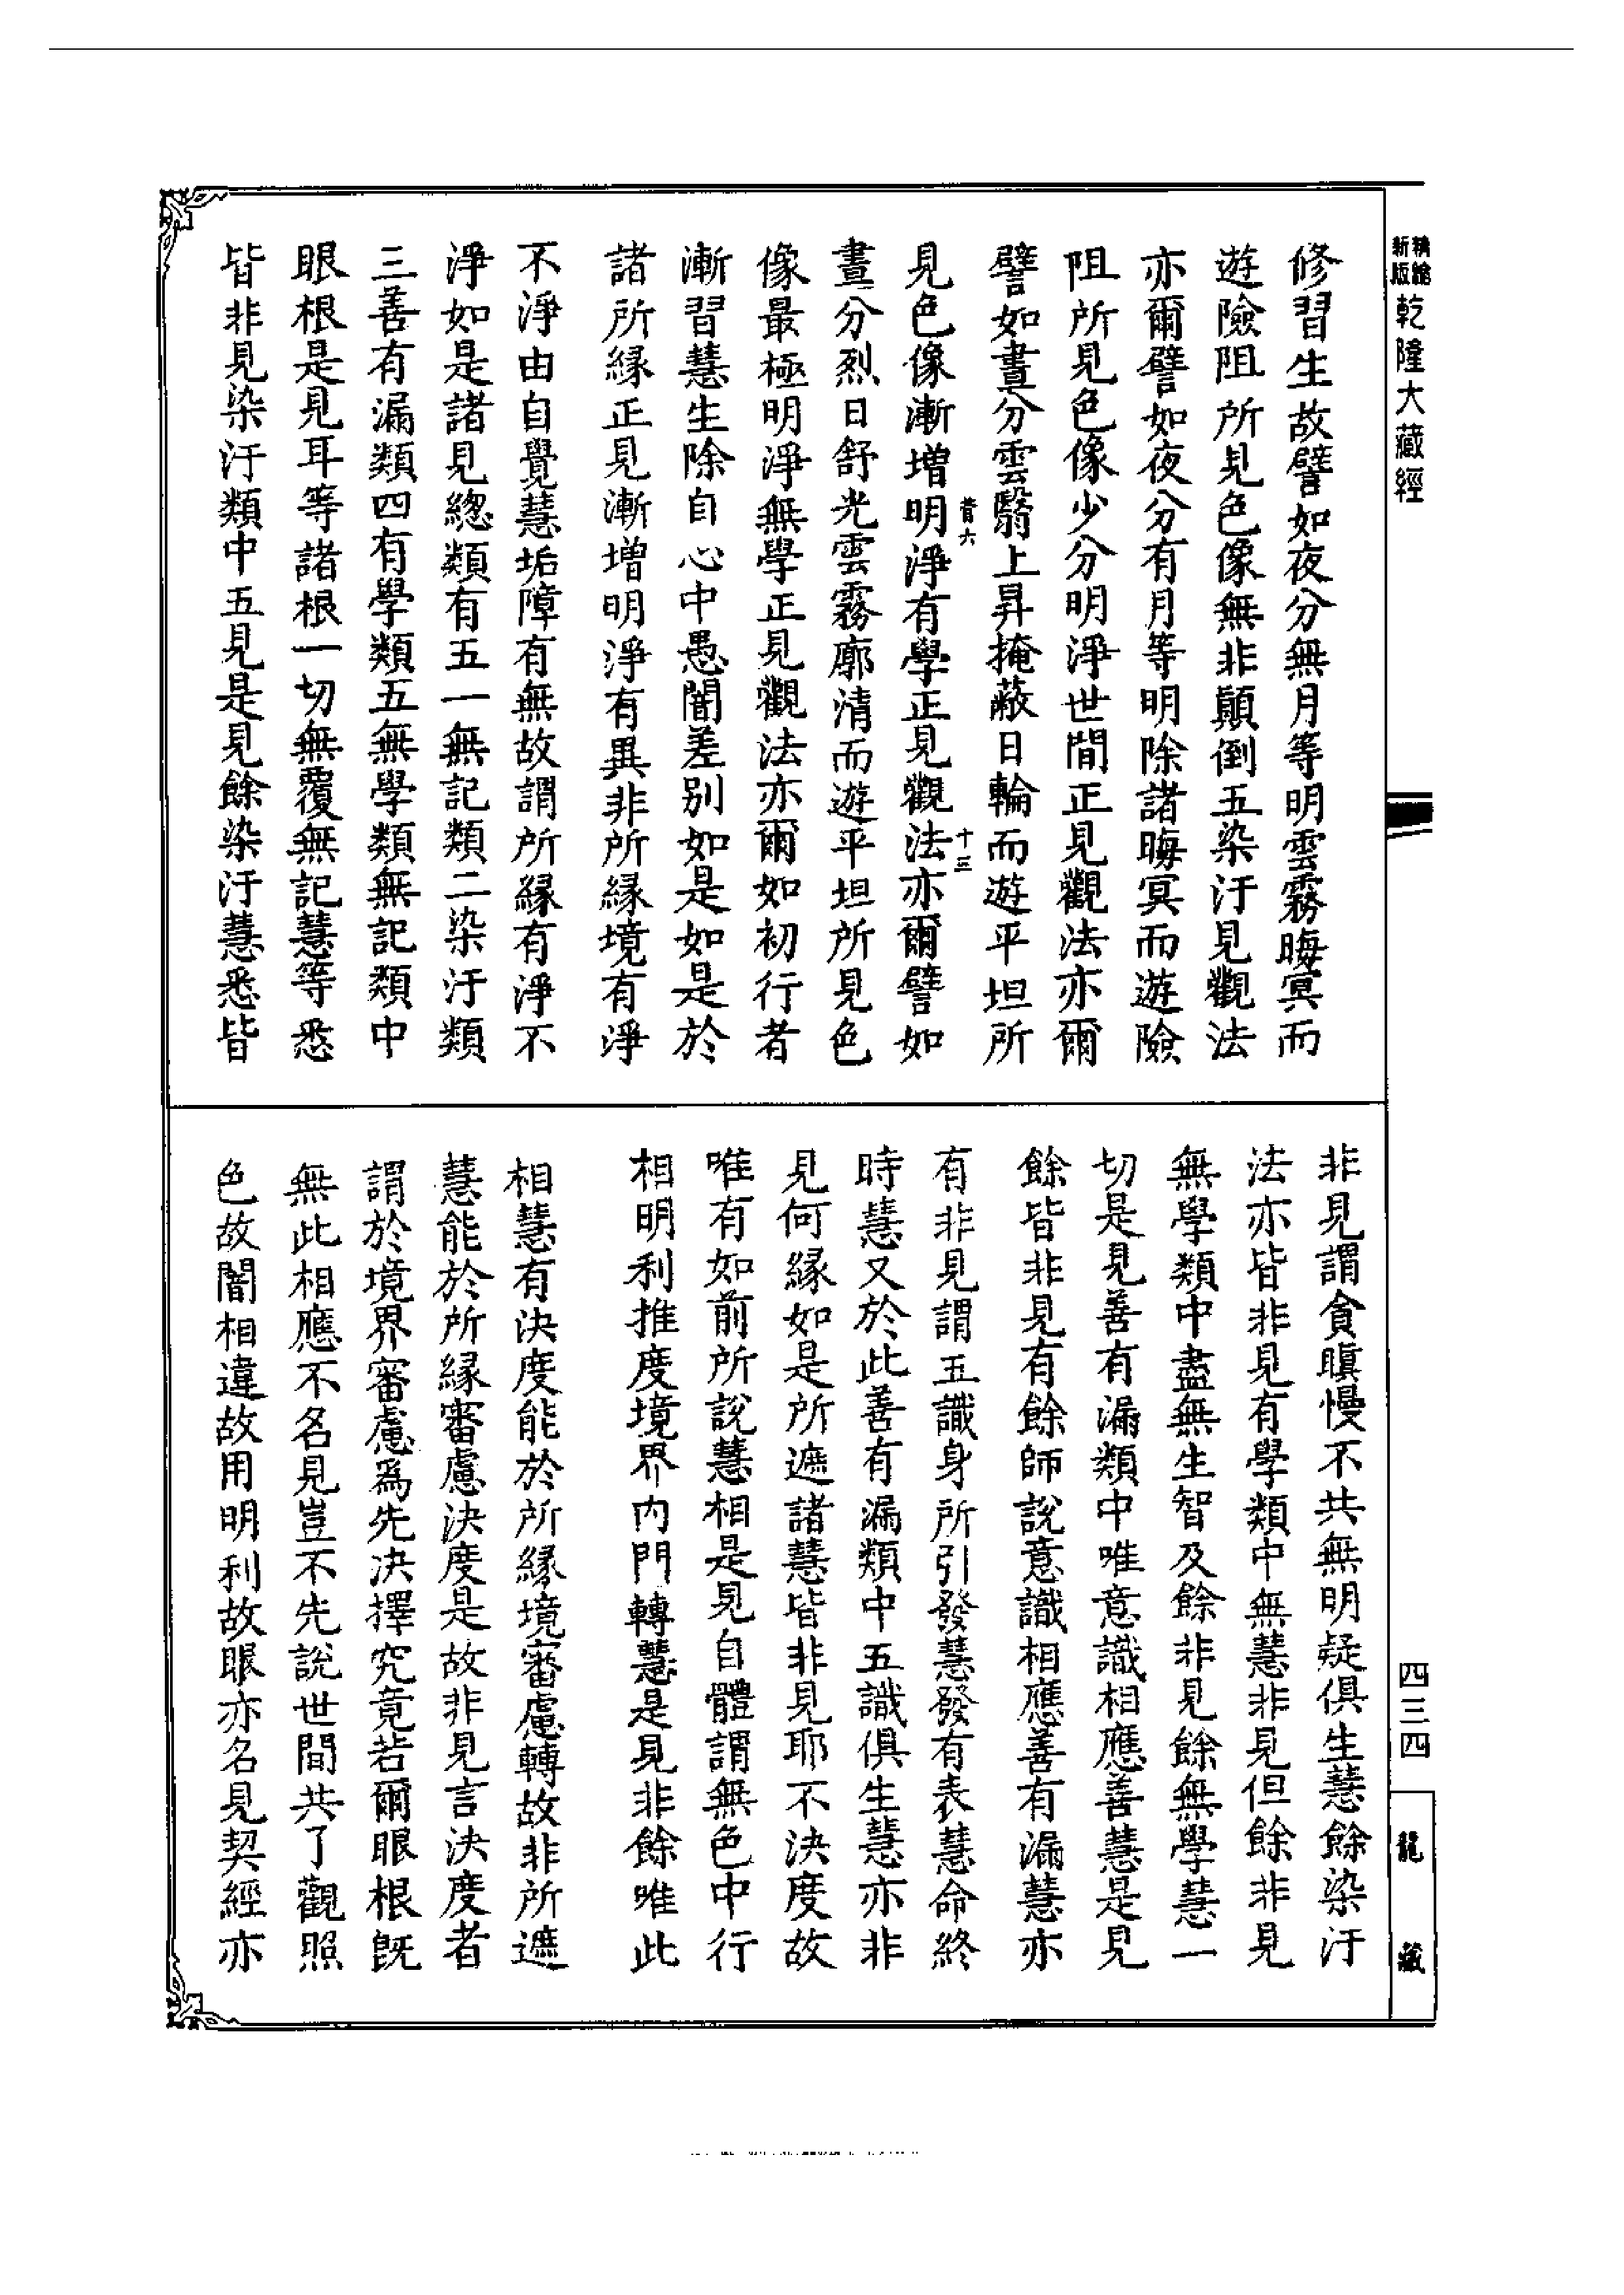 精繪
新版
乾隆大藏經
修習生故譬如夜分無月等明雲霧晦冥而
遊險阻所見色像無非顛倒五染汙見觀法
亦爾譬如夜分有月等明除諸晦冥而遊險
阻所見色像少分明淨世間正見觀法亦爾
譬如晝分雲翳上昇掩蔽日輪而遊平坦所
見色像漸增明淨有學正見觀法亦爾譬如
晝分烈日舒光雲霧廓清而遊平坦所見色
像最極明淨無學正見觀法亦爾如初行者
漸習慧生除自心中愚闇差別如是如是於
諸所緣正見漸增明淨有異非所緣境有淨
不淨由自覺慧垢障有無故謂所緣有淨不
淨如是諸見總類有五一無記類二染汙類
三善有漏類四有學類五無學類無記類中
眼根是見耳等諸根一切無覆無記慧等悉
皆非見染汙類中五見是見餘染汙慧悉皆
非見謂貪瞋慢不共無明疑俱生慧餘染汙
法亦皆非見有學類中無慧非見但餘非見
無學類中盡無生智及餘非見餘無學慧一
切是見善有漏類中唯意識相應善慧是見
餘皆非見有餘師說意識相應善有漏慧亦
有非見謂五識身所引發慧發有表慧命終
時慧又於此善有漏類中五識俱生慧亦非
見何緣如是所遮諸慧皆非見耶不決度故
唯有如前所說慧相是見自體謂無色中行
相明利推度境界內門轉慧是見非餘唯此
相慧有決度能於所緣境審慮轉故非所遮
慧能於所緣審慮決度是故非見言決度者
謂於境界審慮爲先決擇究竟若爾眼根既
無此相應不名見豈不先說世間共了觀照
色故闇相違故用明利故眼亦名見契經亦
十三
四三四
龍藏